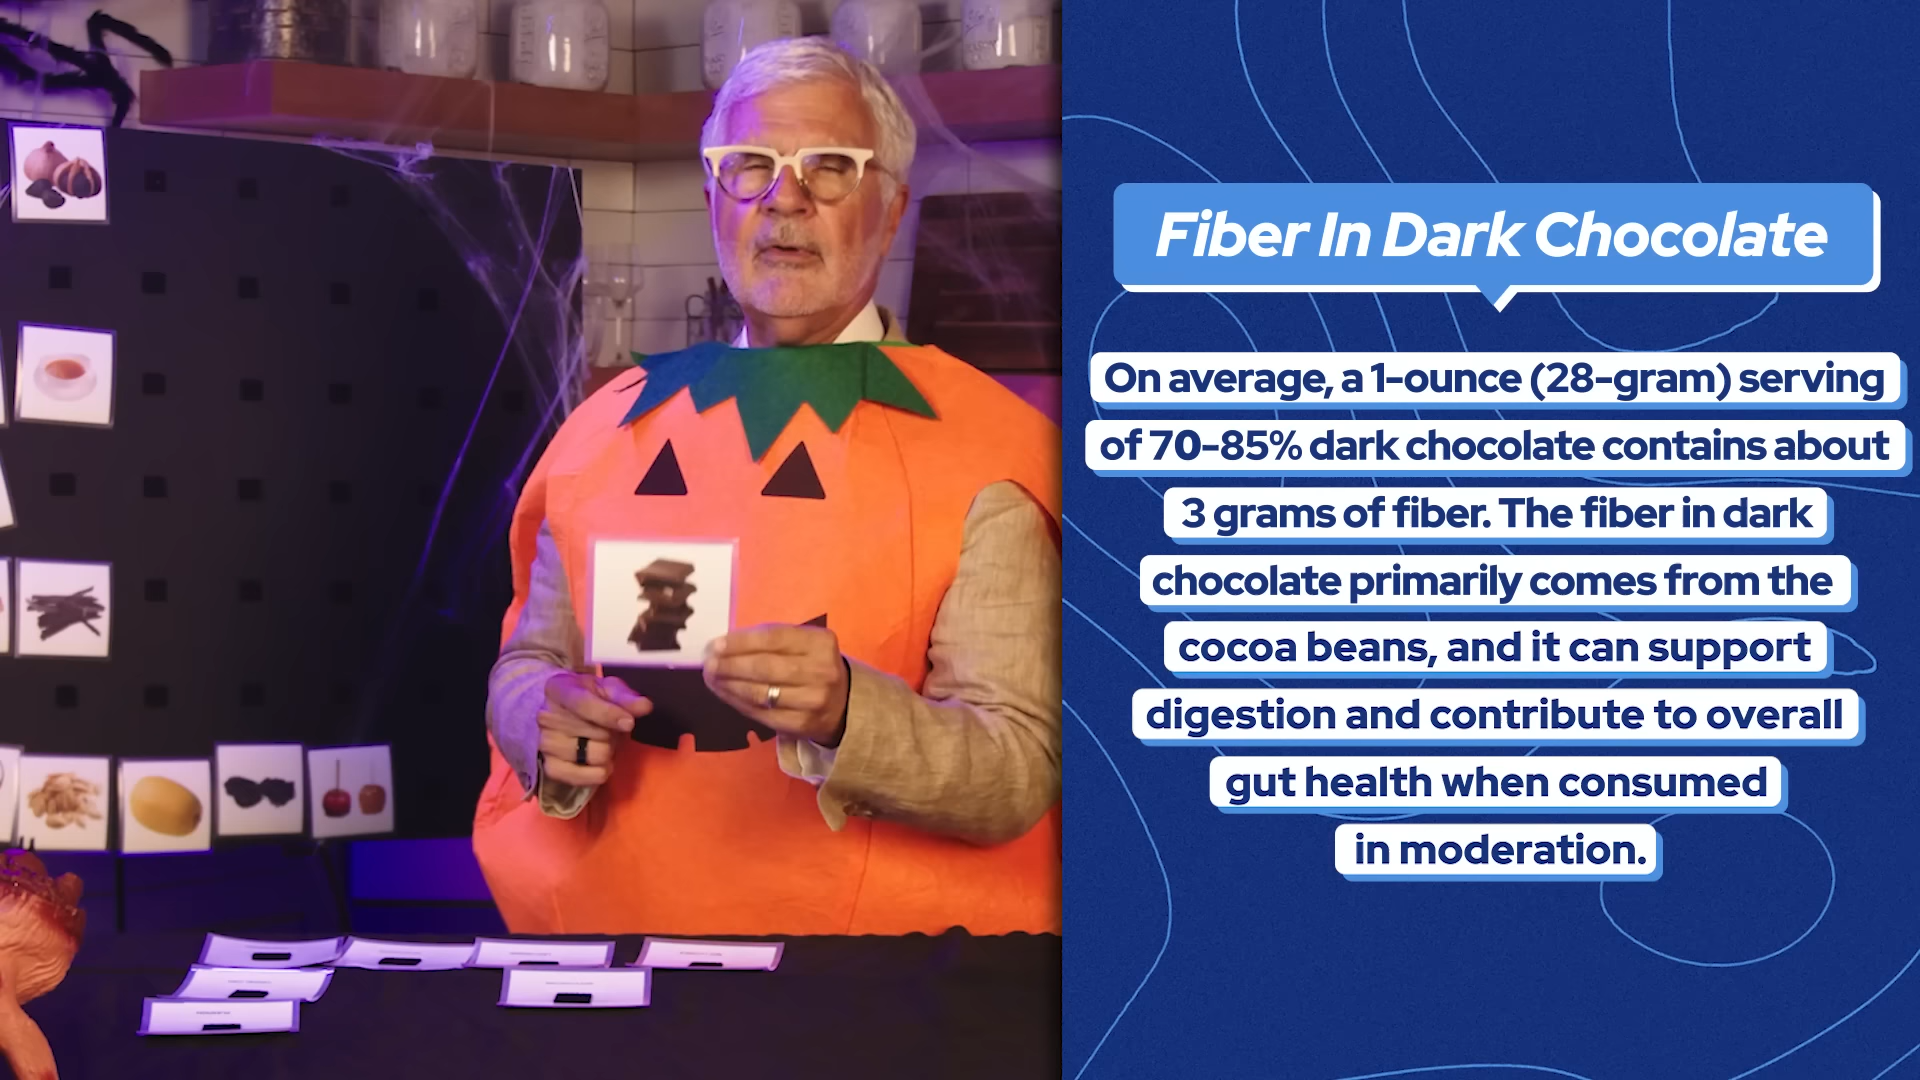 Fiber In Dark Chocolate
On average, a 1-ounce (28-gram) serving
of 70-85% dark chocolate contains about
3 grams of fiber. The fiber in dark
chocolate primarily comes from the
cocoa beans, and it can support
digestion and contribute to overall
gut health when consumed
in moderation.